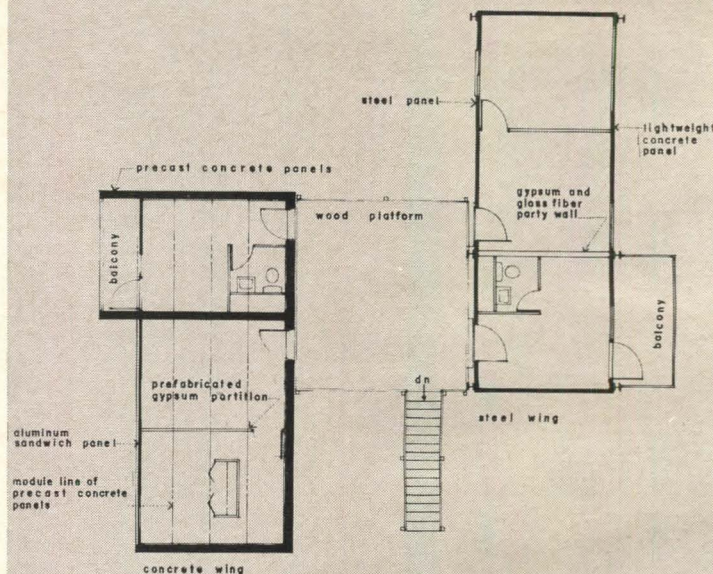 steel panel
lightweight
concrete
panel
precast concrete panels
gypsum and
glass fiber
party wall
wood platform
balcony
balcony
dn
prefabricated
gypsum partition
steel wing
aluminum
sandwich panel
module line of
precast concrete
panels
concrete wing